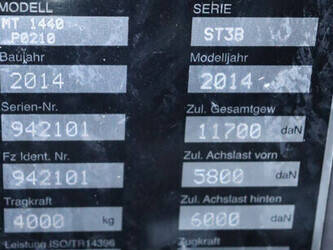 MODELL SERIE
MT 1440 ST3B
P0210
Baujahr Modelljahr
2014 2014
Serien-Nr. Zul. Gesamtgew
942101 11700 daN
Fz Ident. Nr. Zul. Achslast vorn
942101 5800 daN
Tragkraft Zul. Achslast hinten
4000 kg 6000 daN
Leistung ISO/TR14396 Zugkraft